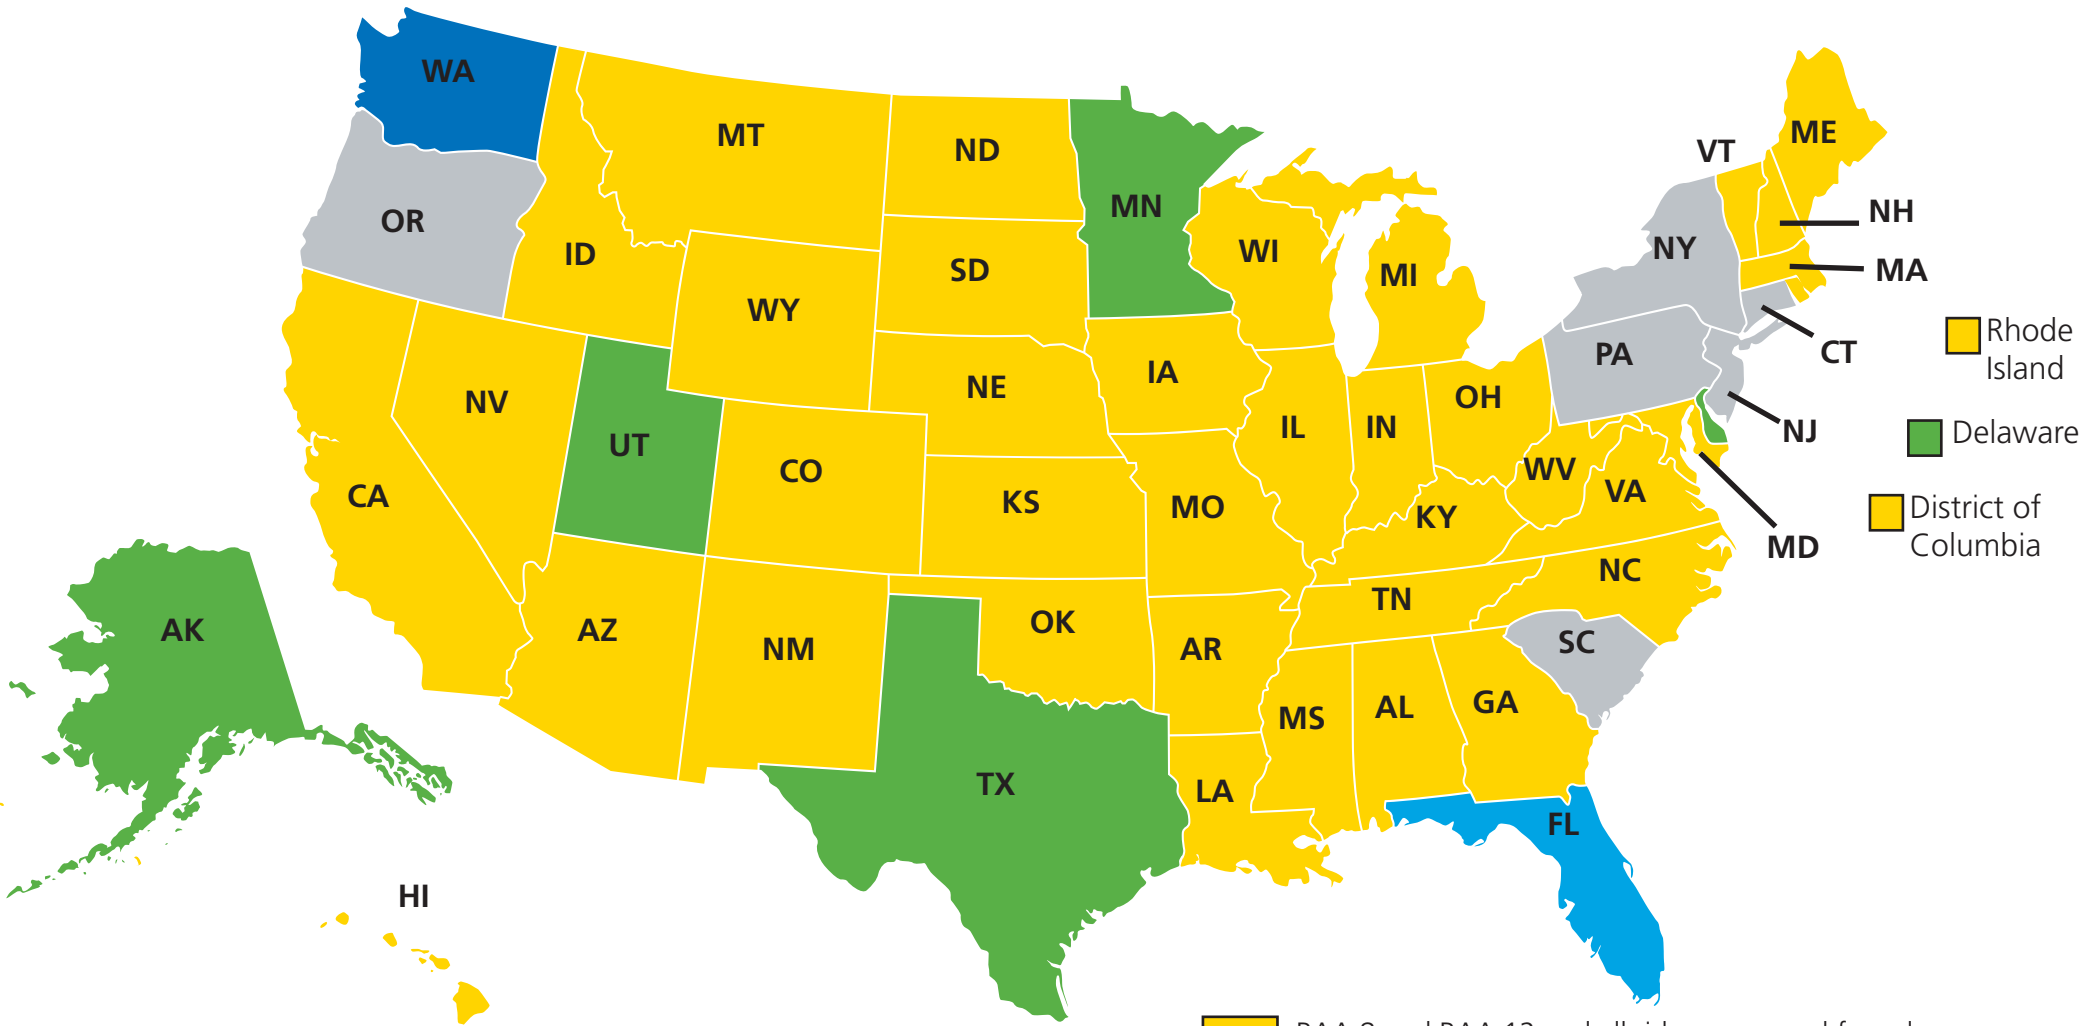 WA
MT
ND
MN
VT
ME
OR
ID
SD
WI
MI
NY
NH
MA
WY
Rhode
Island
CT
PA
NE
IA
NV
OH
IL
IN
NJ
Delaware
UT
CO
WV
VA
CA
KS
MO
KY
District of
Columbia
MD
NC
TN
AK
AZ
NM
OK
AR
SC
MS
AL
GA
TX
LA
FL
HI